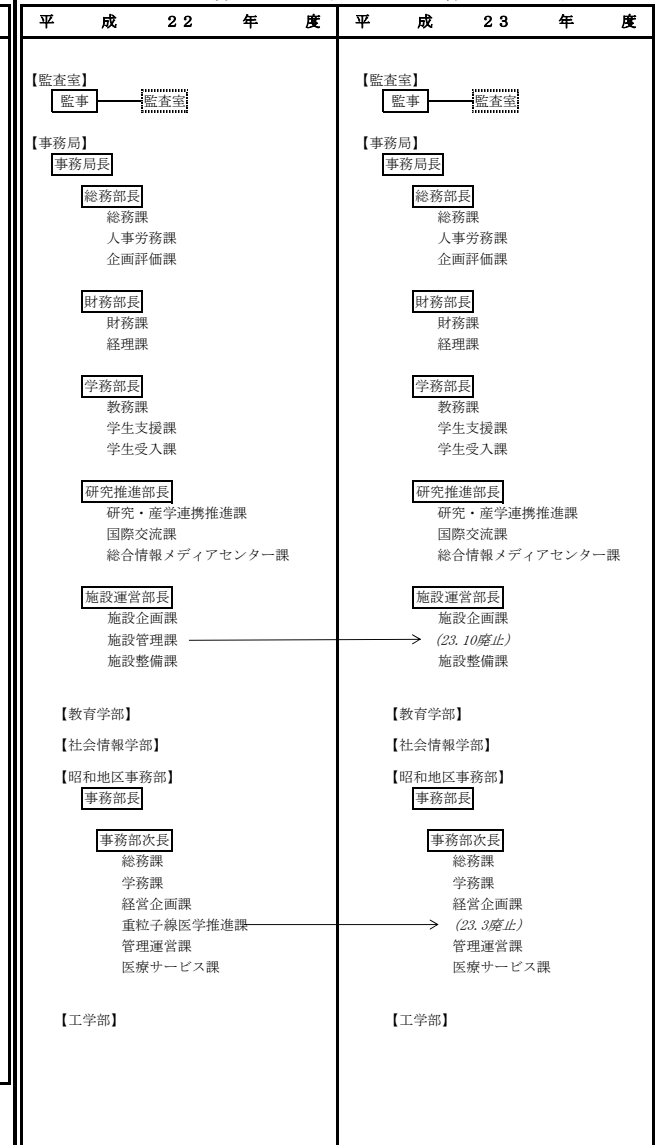 平成２２年度
【監査室】
監事 監査室
【事務局】
事務局長
総務部長
総務課
人事労務課
企画評価課
財務部長
財務課
経理課
学務部長
教務課
学生支援課
学生受入課
研究推進部長
研究・産学連携推進課
国際交流課
総合情報メディアセンター課
施設運営部長
施設企画課
施設管理課
施設整備課
【教育学部】
【社会情報学部】
【昭和地区事務部】
事務部長
事務部次長
総務課
学務課
経営企画課
重粒子線医学推進課
管理運営課
医療サービス課
【工学部】
平成２３年度
【監査室】
監事 監査室
【事務局】
事務局長
総務部長
総務課
人事労務課
企画評価課
財務部長
財務課
経理課
学務部長
教務課
学生支援課
学生受入課
研究推進部長
研究・産学連携推進課
国際交流課
総合情報メディアセンター課
施設運営部長
施設企画課
(23.10廃止)
施設整備課
【教育学部】
【社会情報学部】
【昭和地区事務部】
事務部長
事務部次長
総務課
学務課
経営企画課
(23.3廃止)
管理運営課
医療サービス課
【工学部】